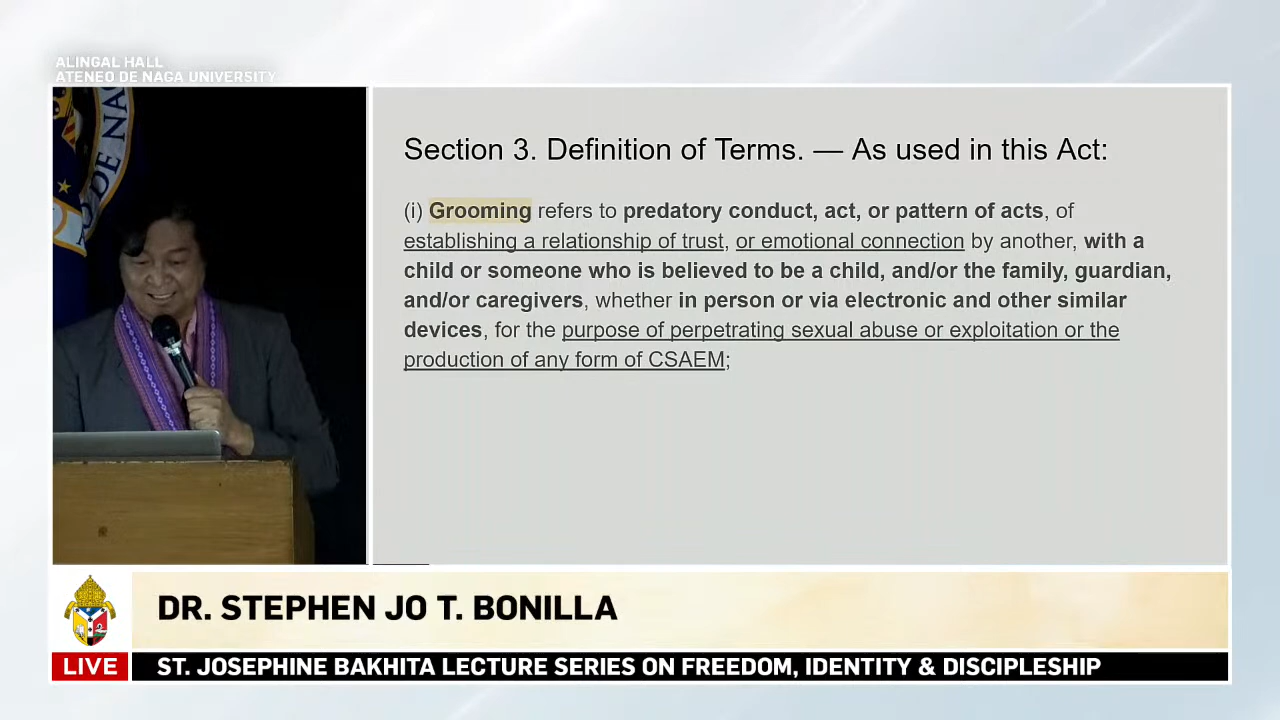 ALINGAL HALL
ATENEO DE NAGA UNIVERSITY
DE NAG
Section 3. Definition of Terms. — As used in this Act:
(i) Grooming refers to predatory conduct, act, or pattern of acts, of
establishing a relationship of trust, or emotional connection by another, with a
child or someone who is believed to be a child, and/or the family, guardian,
and/or caregivers, whether in person or via electronic and other similar
devices, for the purpose of perpetrating sexual abuse or exploitation or the
production of any form of CSAEM;
DR. STEPHEN JO T. BONILLA
LIVE
ST. JOSEPHINE BAKHITA LECTURE SERIES ON FREEDOM, IDENTITY & DISCIPLESHIP